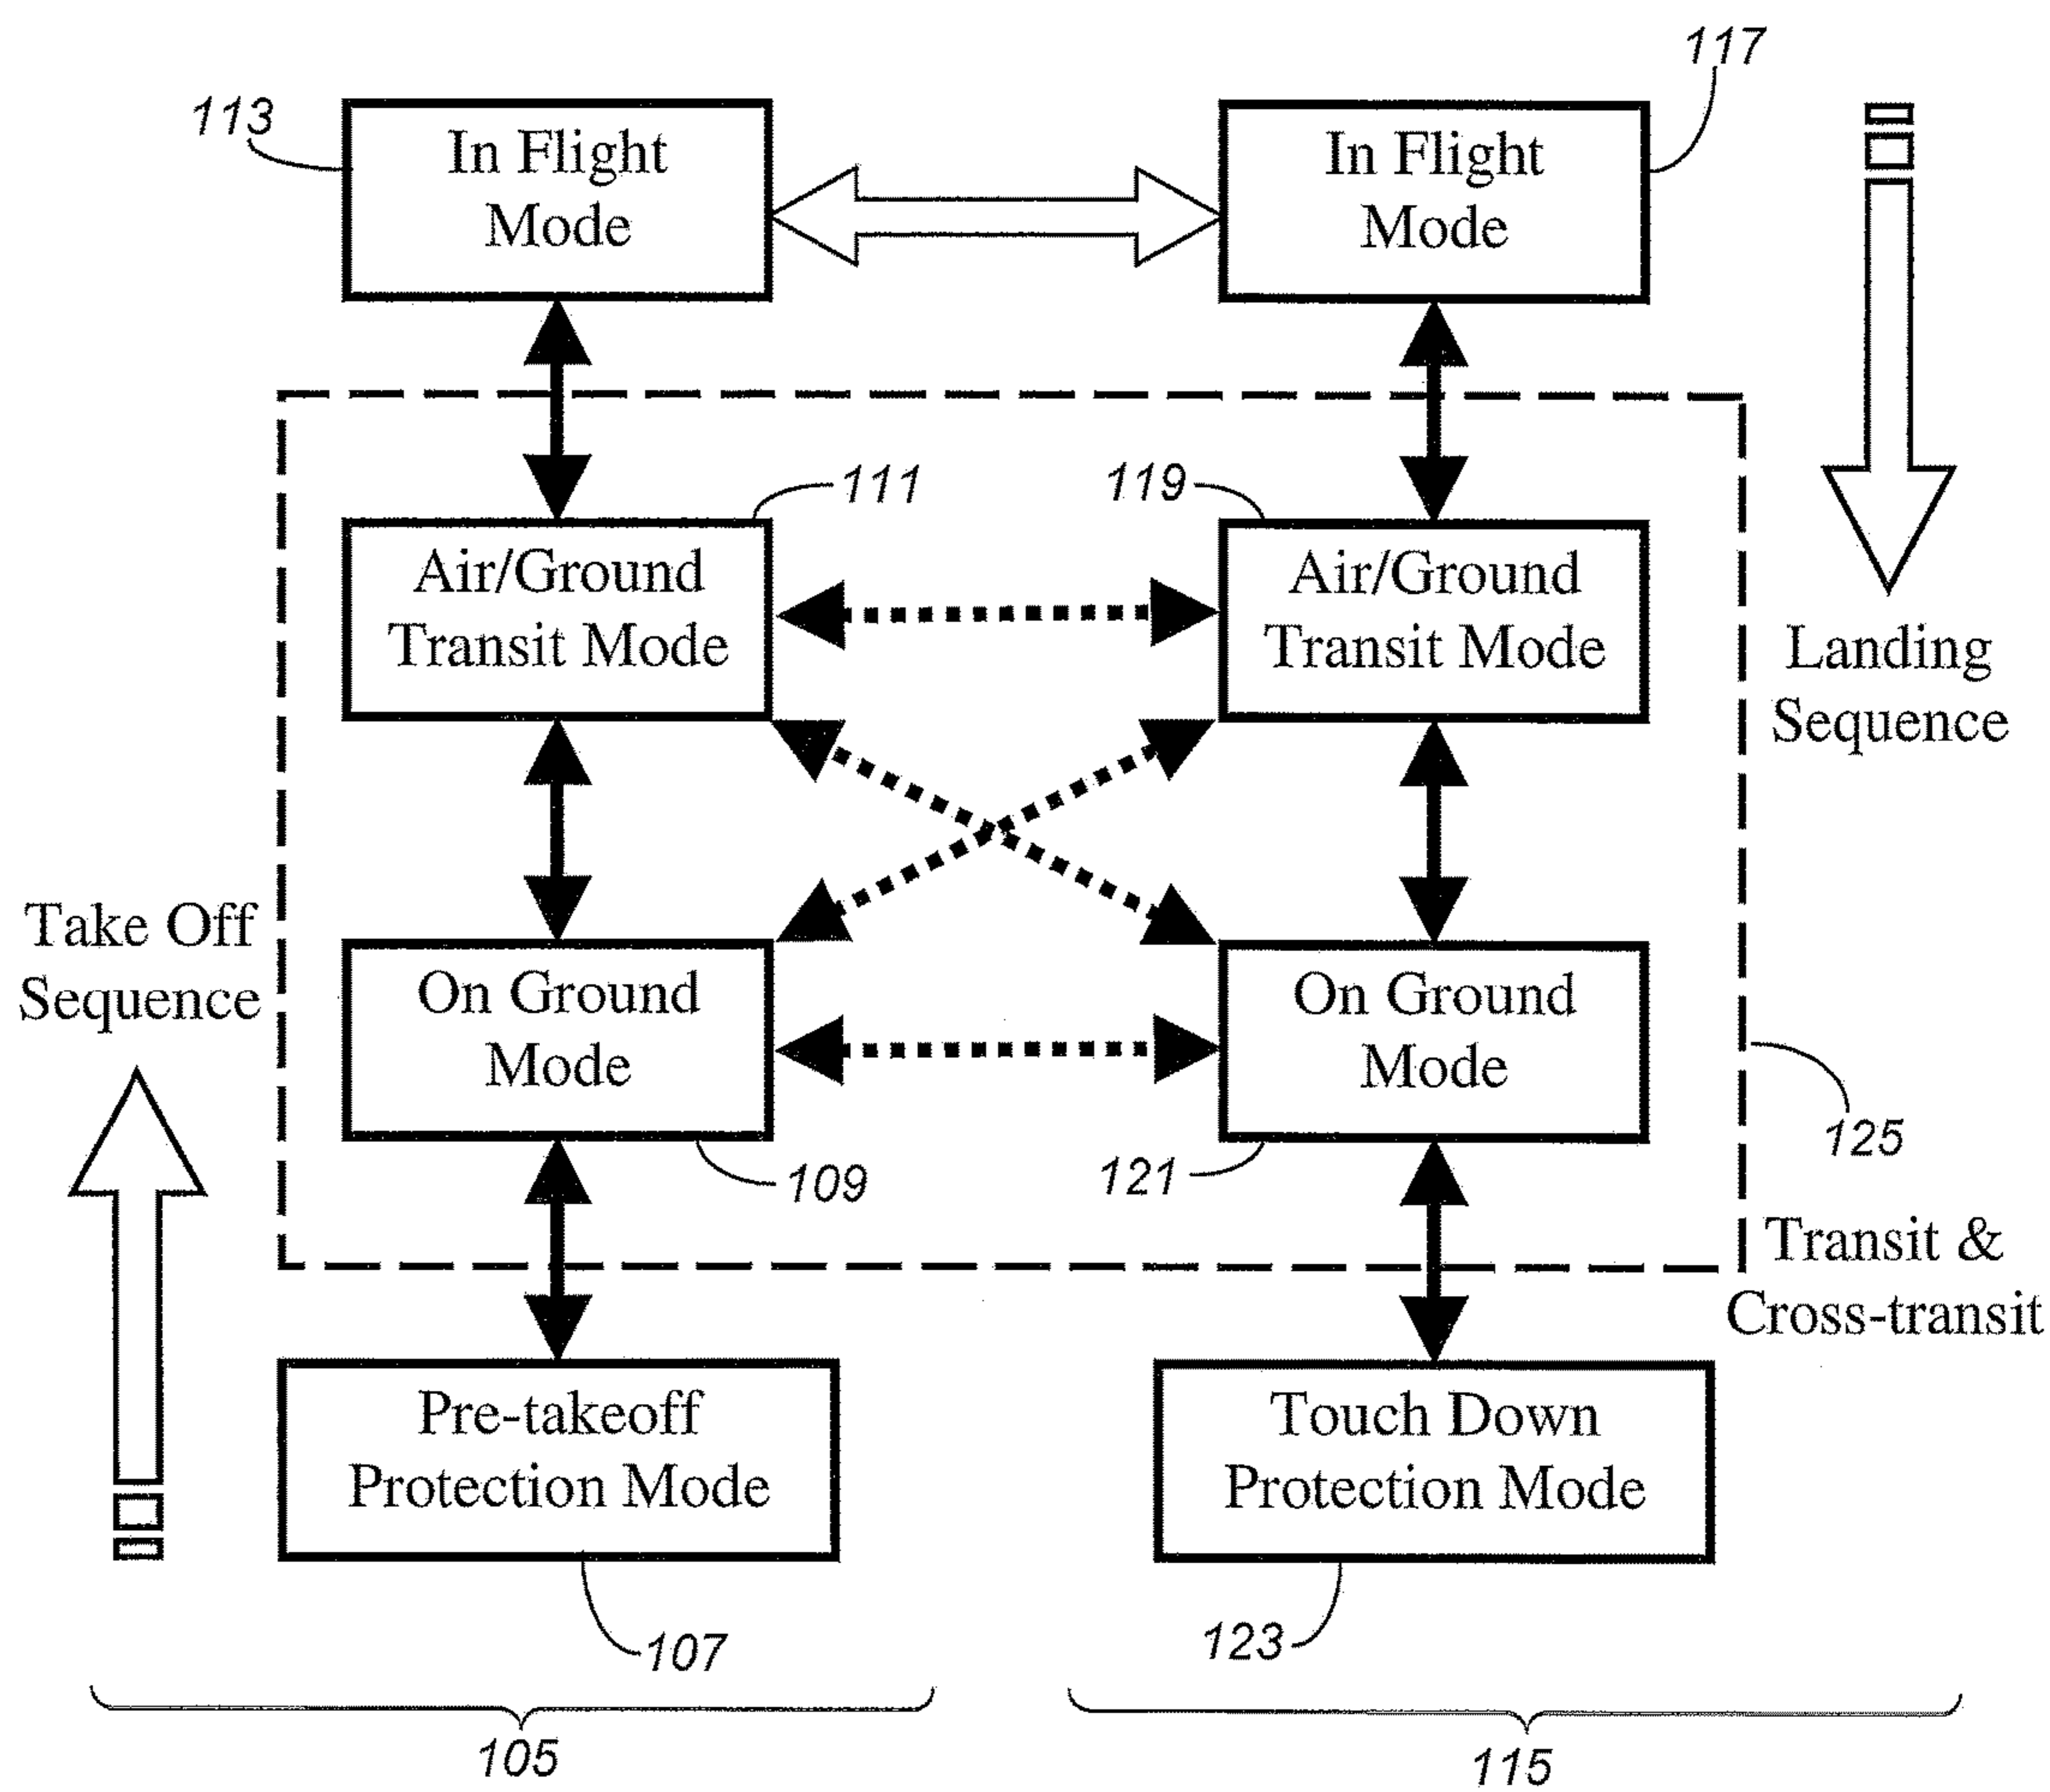 117
113
In Flight
Mode
In Flight
Mode
111
119
Air/Ground
Transit Mode
Air/Ground
Transit Mode
Landing
Sequence
Take Off
Sequence
On Ground
Mode
On Ground
Mode
125
109
121
Transit &
Cross-transit
Pre-takeoff
Protection Mode
Touch Down
Protection Mode
107
123
105
115